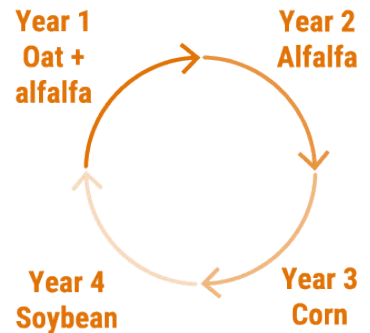 Year 1
Oat +
alfalfa
Year 2
Alfalfa
Year 3
Corn
Year 4
Soybean